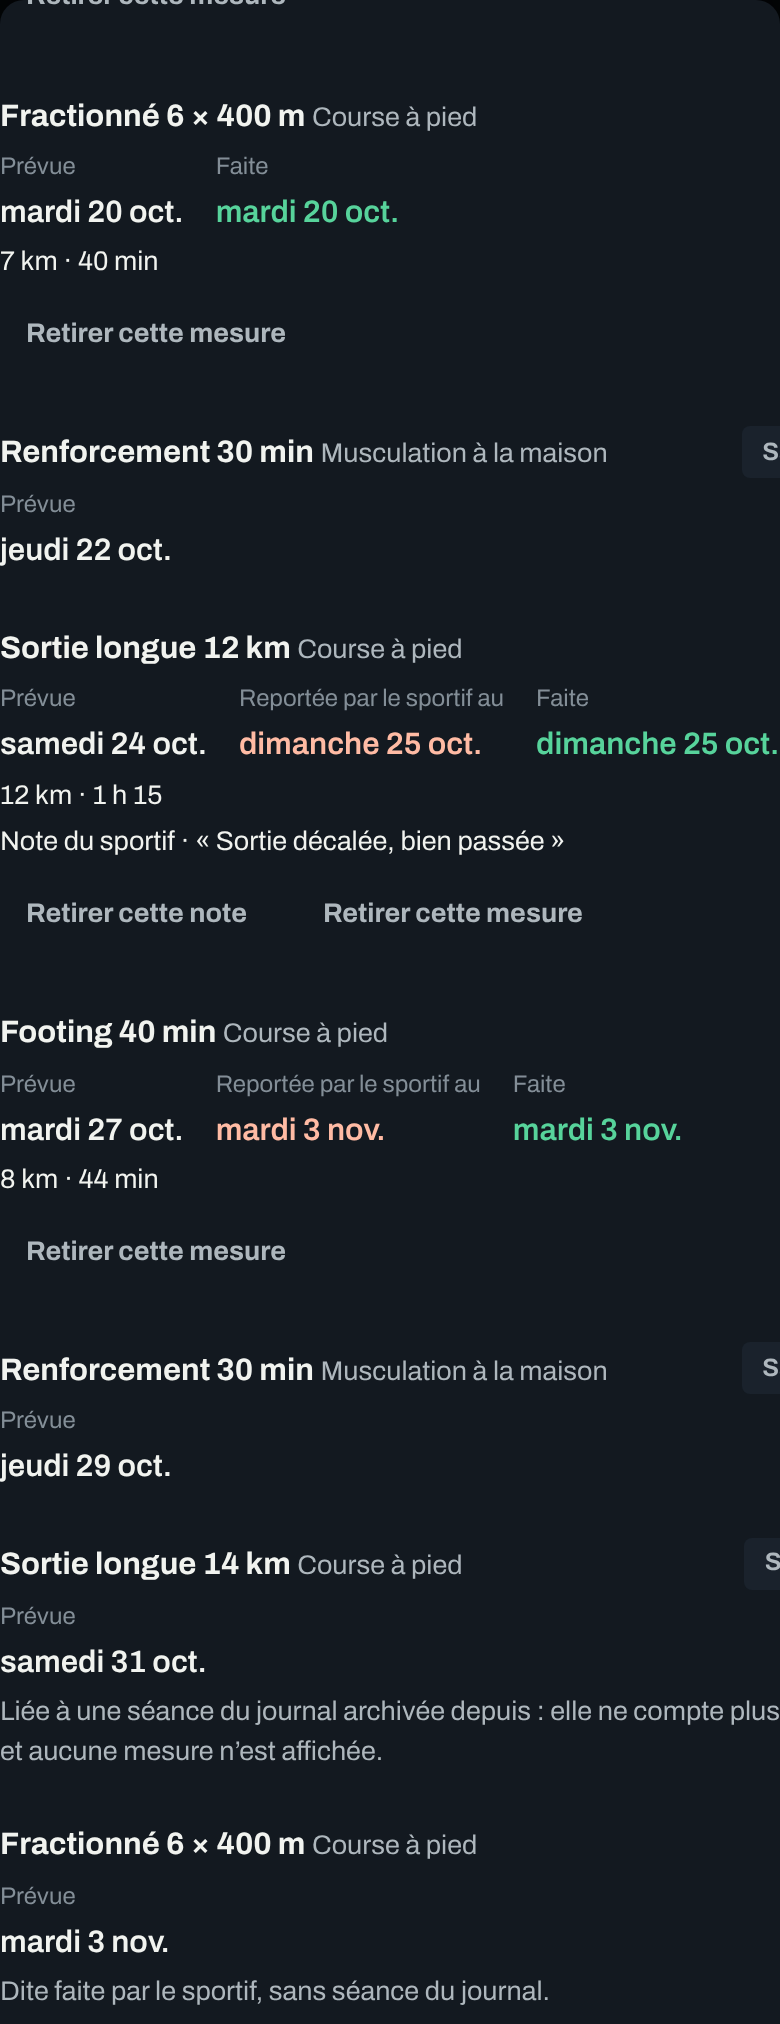 Retirer cette mesure
Fractionné 6 × 400 m Course à pied
Prévue Faite
mardi 20 oct. mardi 20 oct.
7 km · 40 min
Retirer cette mesure
Renforcement 30 min Musculation à la maison S
Prévue
jeudi 22 oct.
Sortie longue 12 km Course à pied
Prévue Reportée par le sportif au Faite
samedi 24 oct. dimanche 25 oct. dimanche 25 oct.
12 km · 1 h 15
Note du sportif · « Sortie décalée, bien passée »
Retirer cette note Retirer cette mesure
Footing 40 min Course à pied
Prévue Reportée par le sportif au Faite
mardi 27 oct. mardi 3 nov. mardi 3 nov.
8 km · 44 min
Retirer cette mesure
Renforcement 30 min Musculation à la maison S
Prévue
jeudi 29 oct.
Sortie longue 14 km Course à pied S
Prévue
samedi 31 oct.
Liée à une séance du journal archivée depuis : elle ne compte plus
et aucune mesure n’est affichée.
Fractionné 6 × 400 m Course à pied
Prévue
mardi 3 nov.
Dite faite par le sportif, sans séance du journal.